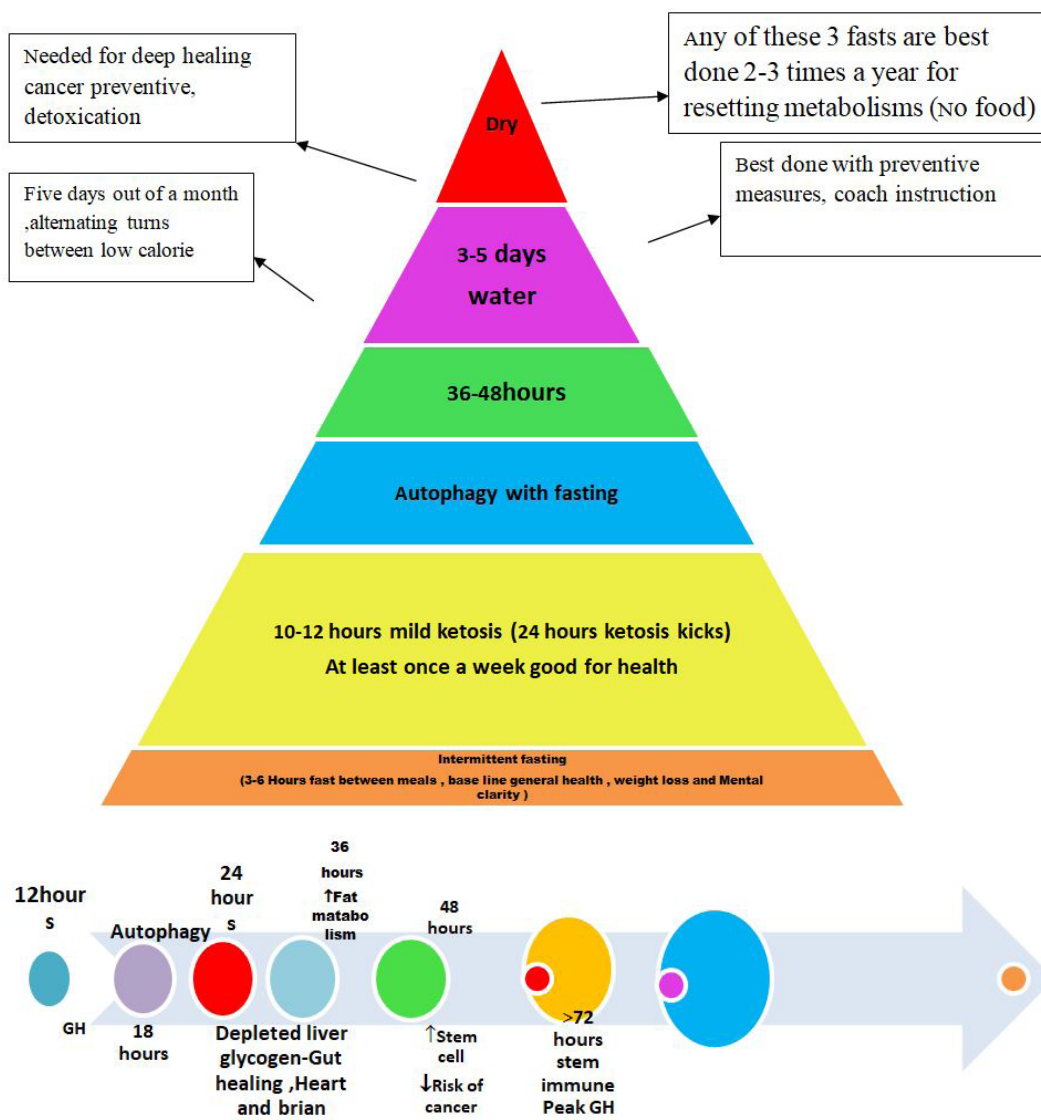 Needed for deep healing
cancer preventive,
detoxication
Any of these 3 fasts are best
done 2-3 times a year for
resetting metabolisms (No food)
Five days out of a month
,alternating turns
between low calorie
Best done with preventive
measures, coach instruction
Dry
3-5 days
water
36-48hours
Autophagy with fasting
10-12 hours mild ketosis (24 hours ketosis kicks)
At least once a week good for health
Intermittent fasting
(3-6 Hours fast between meals , base line general health , weight loss and Mental
clarity )
12hour
s
GH
Autophagy
18
hours
24
hour
s
Depleted liver
glycogen-Gut
healing ,Heart
and brian
36
hours
↑Fat
matabo
lism
48
hours
↑Stem
cell
↓Risk of
cancer
>72
hours
stem
immune
Peak GH